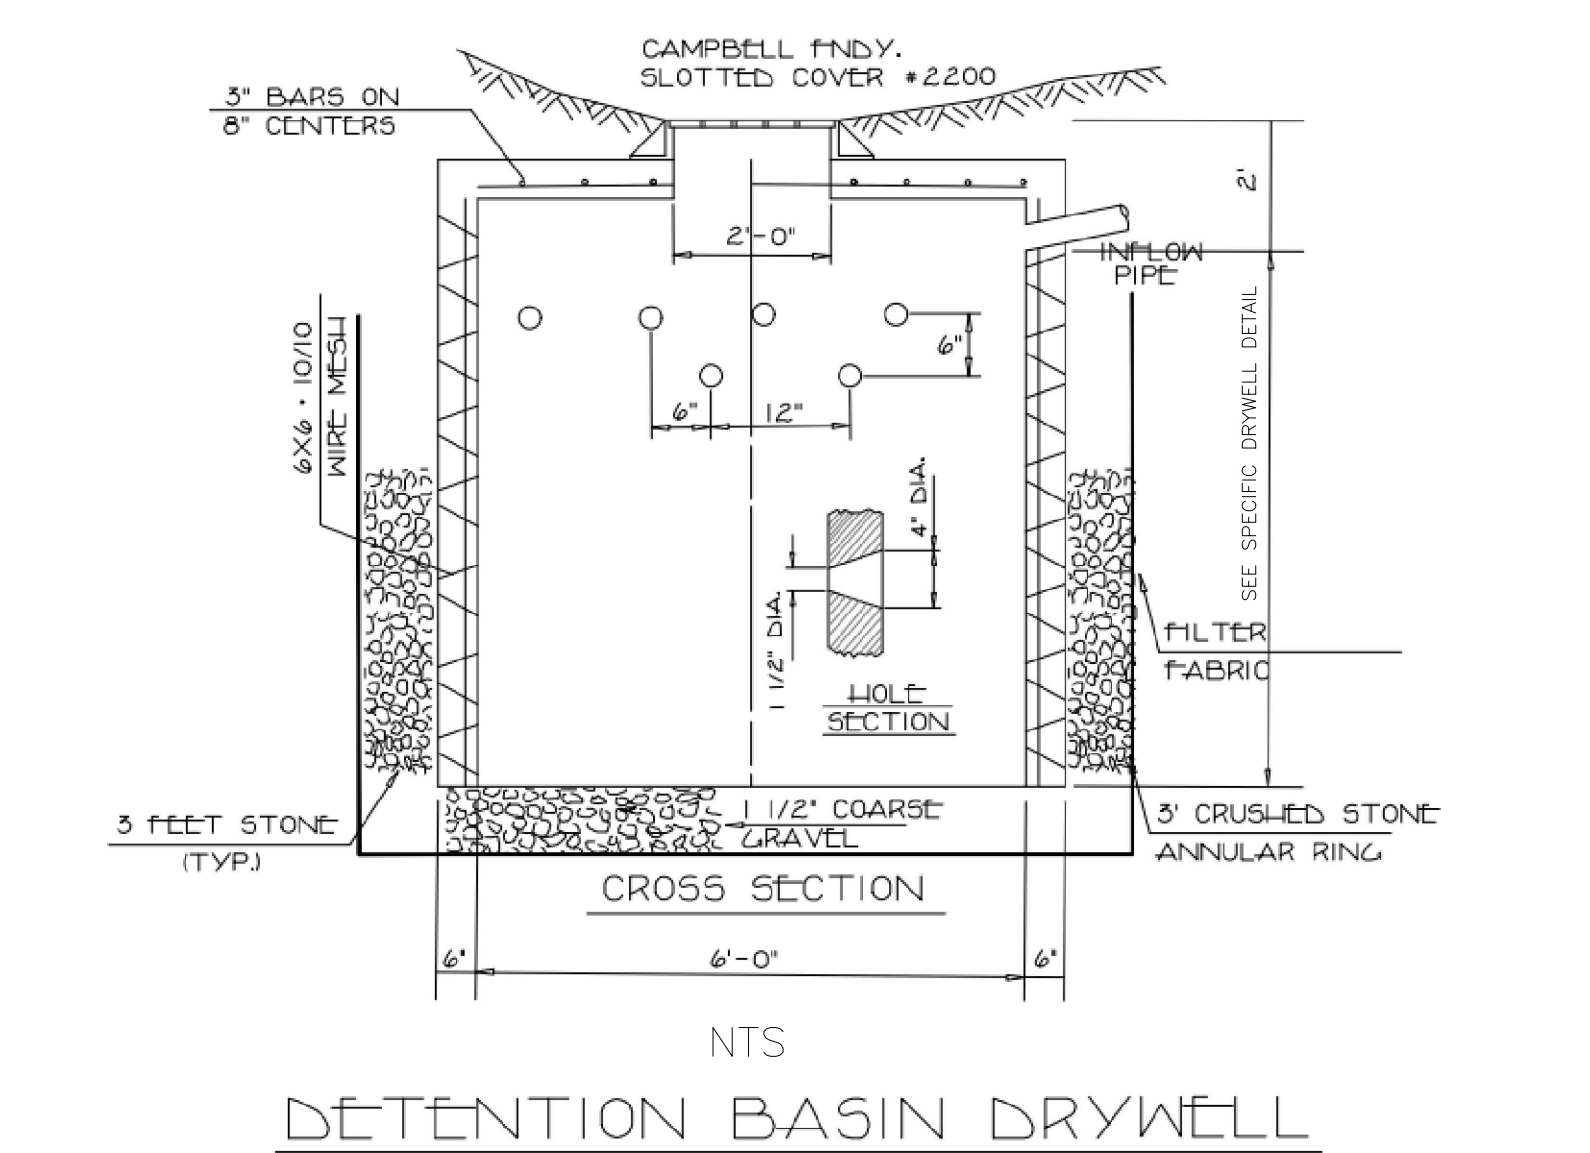 CAMPBELL FNDY.
SLOTTED COVER #2200
3" BARS ON
8" CENTERS
2'
2'-0"
INFLOW
PIPE
6X6 • 10/10
WIRE MESH
6"
6"
12"
SEE SPECIFIC DRYWELL DETAIL
4" DIA.
1 1/2" DIA.
HOLE
SECTION
FILTER
FABRIC
3 FEET STONE
(TYP.)
1 1/2" COARSE
GRAVEL
3' CRUSHED STONE
ANNULAR RING
CROSS SECTION
6"
6'-0"
6"
NTS
DETENTION BASIN DRYWELL